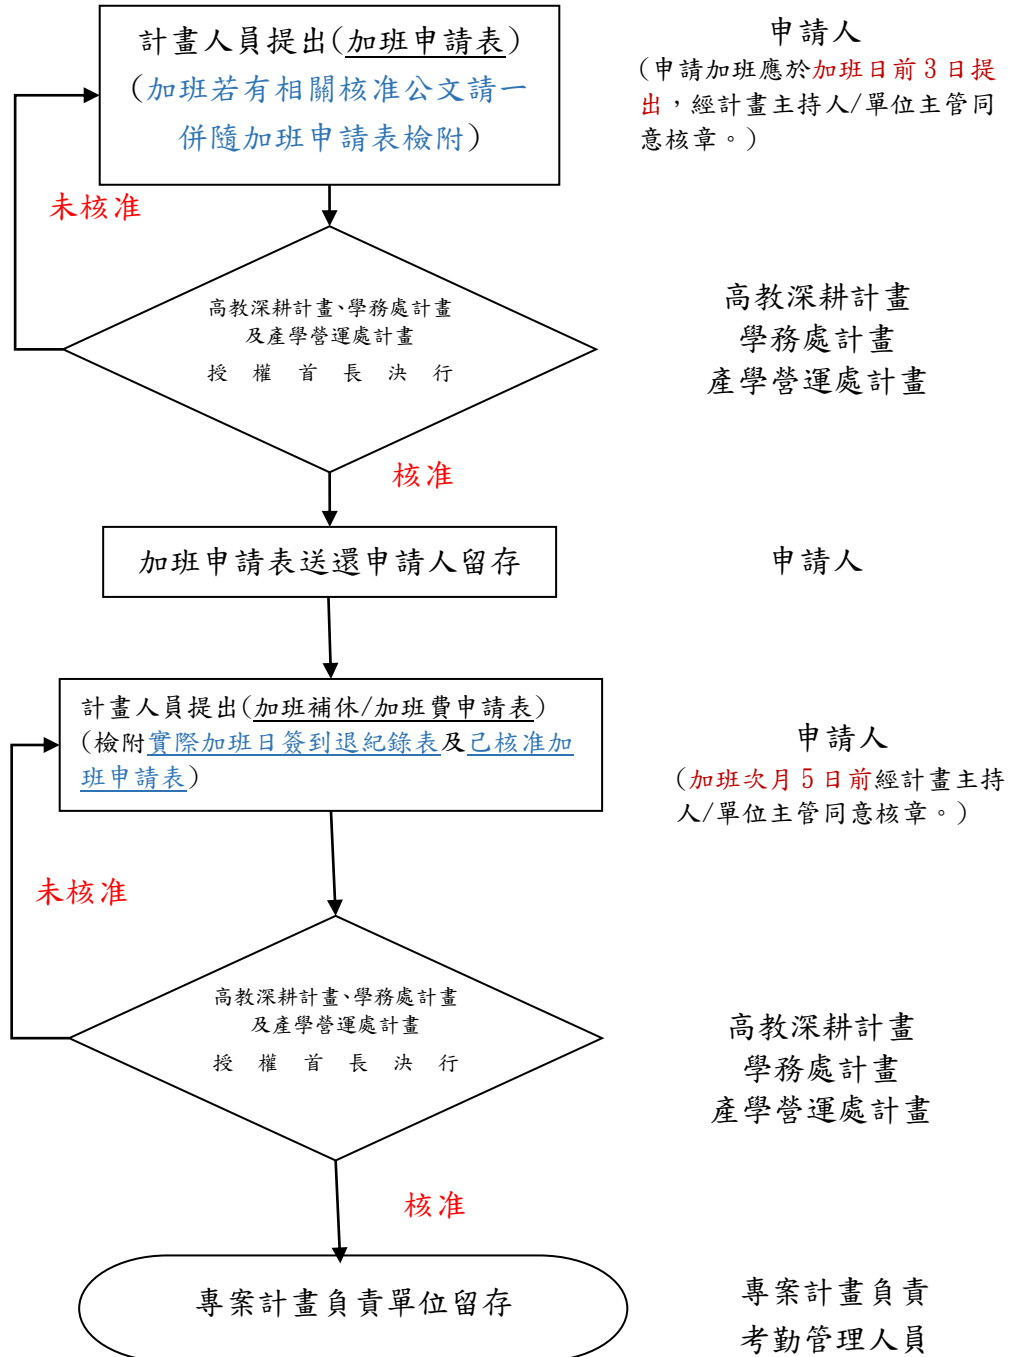 計畫人員提出(加班申請表)
(加班若有相關核准公文請一
併隨加班申請表檢附)
申請人
(申請加班應於加班日前3日提
出，經計畫主持人/單位主管同
意核章。)
未核准
高教深耕計畫、學務處計畫
及產學營運處計畫
授權首長決行
高教深耕計畫
學務處計畫
產學營運處計畫
核准
加班申請表送還申請人留存
申請人
計畫人員提出(加班補休/加班費申請表)
(檢附實際加班日簽到退紀錄表及己核准加
班申請表)
申請人
(加班次月5日前經計畫主持
人/單位主管同意核章。)
未核准
高教深耕計畫、學務處計畫
及產學營運處計畫
授權首長決行
高教深耕計畫
學務處計畫
產學營運處計畫
核准
專案計畫負責單位留存
專案計畫負責
考勤管理人員